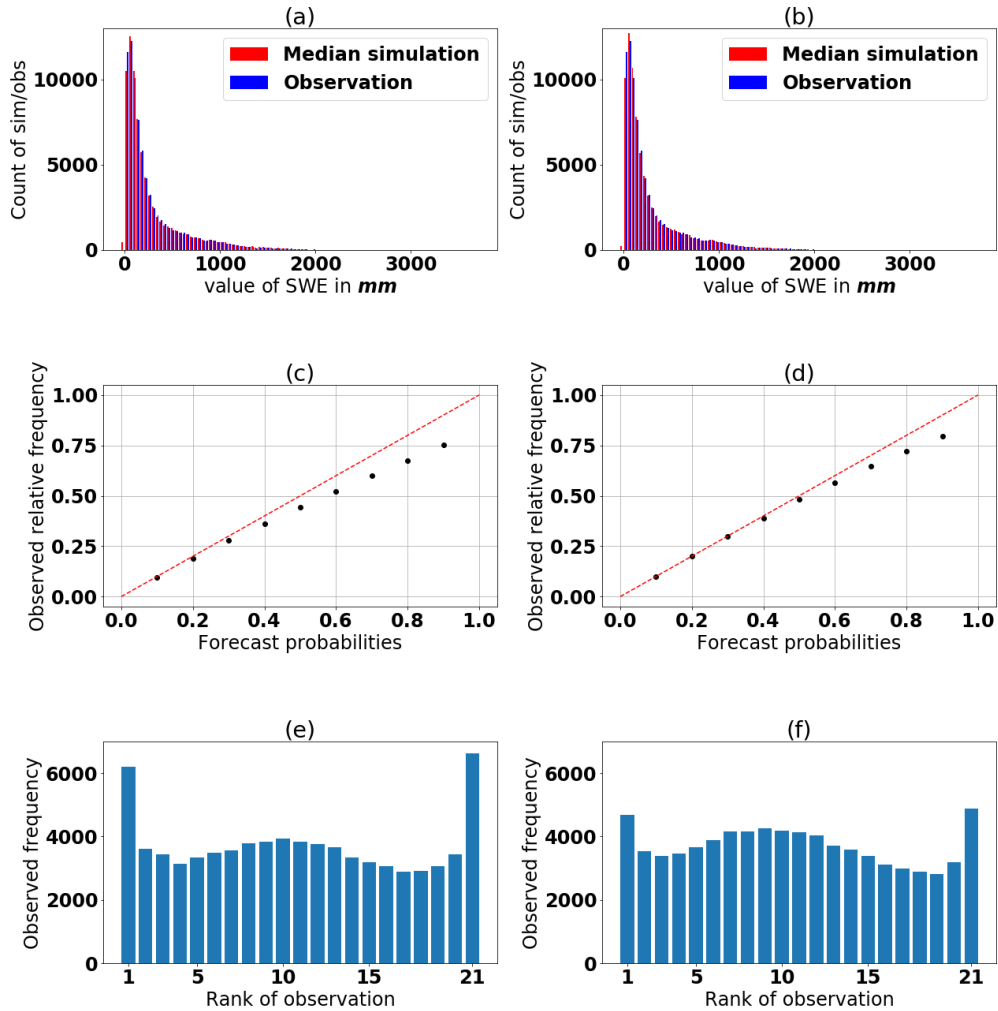 (a)
Median simulation
Observation
Count of sim/obs
10000
5000
0
0 1000 2000 3000
value of SWE in mm
(b)
Median simulation
Observation
Count of sim/obs
10000
5000
0
0 1000 2000 3000
value of SWE in mm
(c)
Observed relative frequency
1.00
0.75
0.50
0.25
0.00
0.0 0.2 0.4 0.6 0.8 1.0
Forecast probabilities
(d)
Observed relative frequency
1.00
0.75
0.50
0.25
0.00
0.0 0.2 0.4 0.6 0.8 1.0
Forecast probabilities
(e)
Observed frequency
6000
4000
2000
0
1 5 10 15 21
Rank of observation
(f)
Observed frequency
6000
4000
2000
0
1 5 10 15 21
Rank of observation